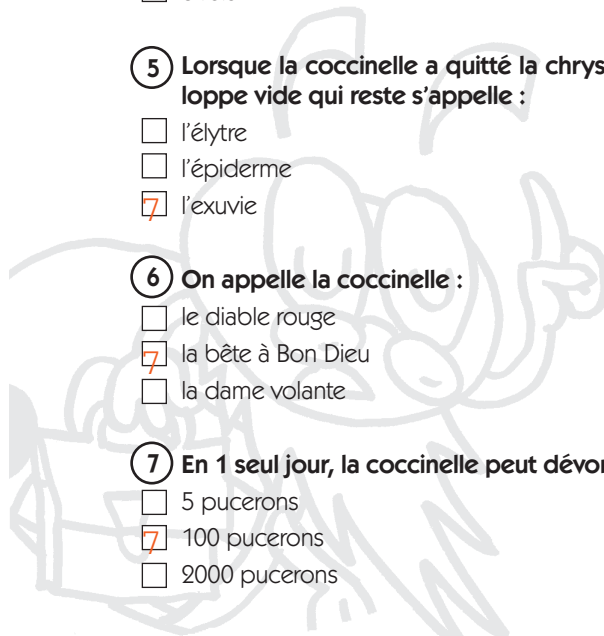 5 Lorsque la coccinelle a quitté la chrys
loppe vide qui reste s'appelle :
l'élytre
l'épiderme
7 l'exuvie
6 On appelle la coccinelle :
le diable rouge
7 la bête à Bon Dieu
la dame volante
7 En 1 seul jour, la coccinelle peut dévor
5 pucerons
7 100 pucerons
2000 pucerons